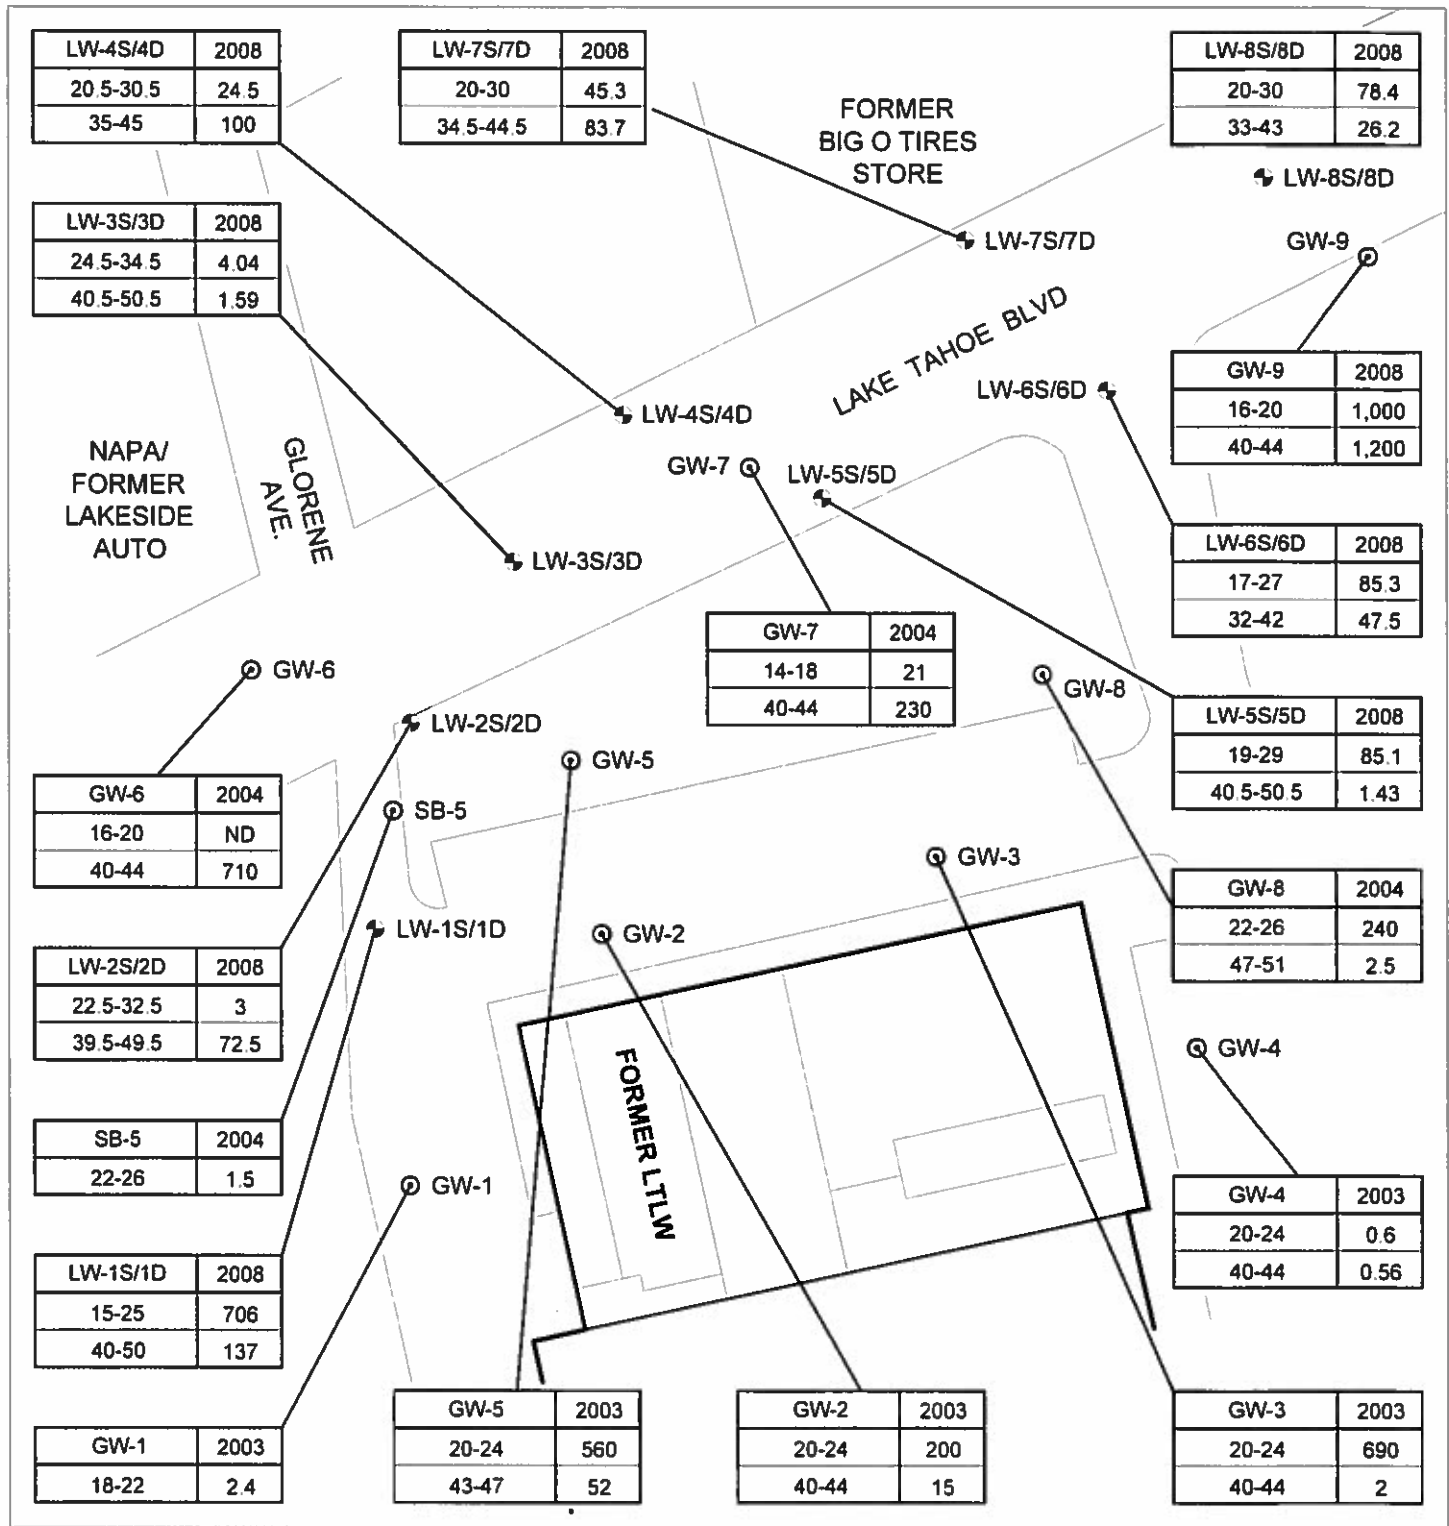 LW-4S/4D 2008
20.5-30.5 24.5
35-45 100
LW-7S/7D 2008
20-30 45.3
34.5-44.5 83.7
FORMER
BIG O TIRES
STORE
LW-8S/8D 2008
20-30 78.4
33-43 26.2
LW-8S/8D
LW-3S/3D 2008
24.5-34.5 4.04
40.5-50.5 1.59
LW-7S/7D
GW-9
LAKE TAHOE BLVD
GW-9 2008
16-20 1,000
40-44 1,200
LW-6S/6D
LW-4S/4D
NAPA/
FORMER
LAKESIDE
AUTO
GLORENE
AVE.
GW-7
LW-5S/5D
LW-3S/3D
LW-6S/6D 2008
17-27 85.3
32-42 47.5
GW-7 2004
14-18 21
40-44 230
GW-6
GW-8
LW-2S/2D
LW-5S/5D 2008
19-29 85.1
40.5-50.5 1.43
GW-5
GW-6 2004
16-20 ND
40-44 710
SB-5
GW-3
GW-8 2004
22-26 240
47-51 2.5
LW-1S/1D
GW-2
LW-2S/2D 2008
22.5-32.5 3
39.5-49.5 72.5
FORMER LTLW
GW-4
SB-5 2004
22-26 1.5
GW-1
GW-4 2003
20-24 0.6
40-44 0.56
LW-1S/1D 2008
15-25 706
40-50 137
GW-1 2003
18-22 2.4
GW-5 2003
20-24 560
43-47 52
GW-2 2003
20-24 200
40-44 15
GW-3 2003
20-24 690
40-44 2